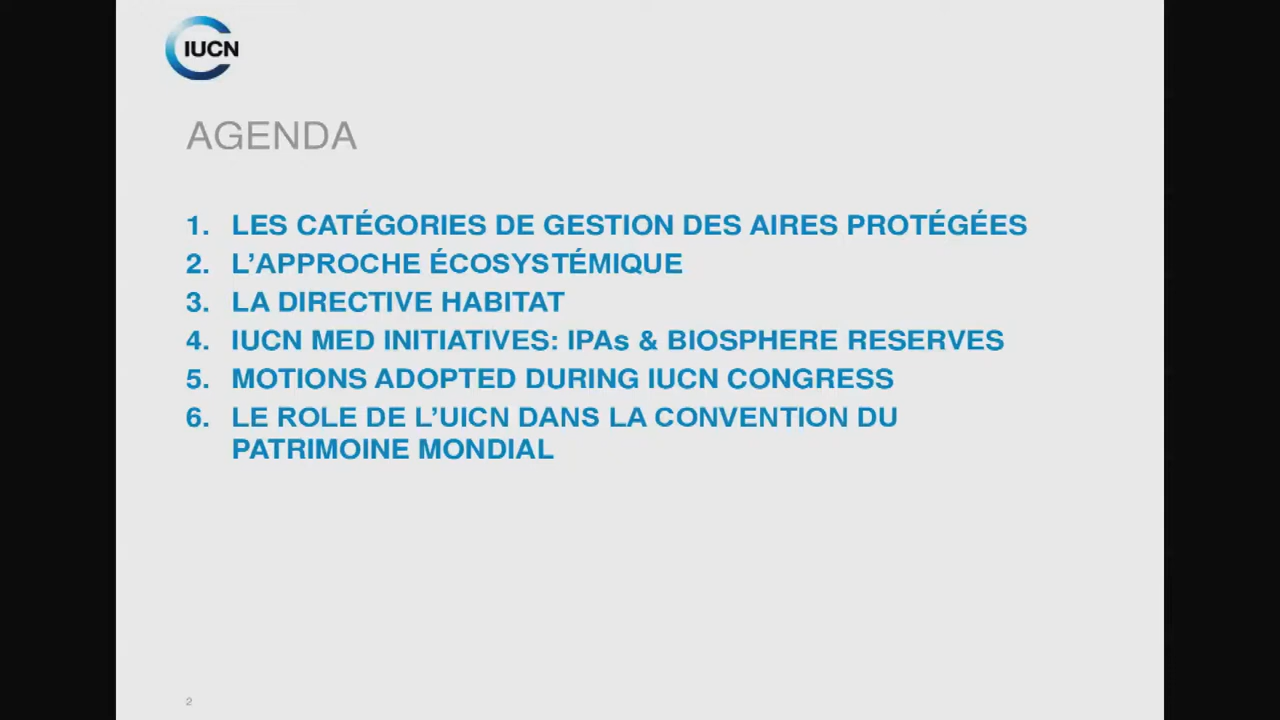 IUCN
AGENDA
1. LES CATÉGORIES DE GESTION DES AIRES PROTÉGÉES
2. L’APPROCHE ÉCOSYSTÉMIQUE
3. LA DIRECTIVE HABITAT
4. IUCN MED INITIATIVES: IPAs & BIOSPHERE RESERVES
5. MOTIONS ADOPTED DURING IUCN CONGRESS
6. LE ROLE DE L’UICN DANS LA CONVENTION DU
PATRIMOINE MONDIAL
2